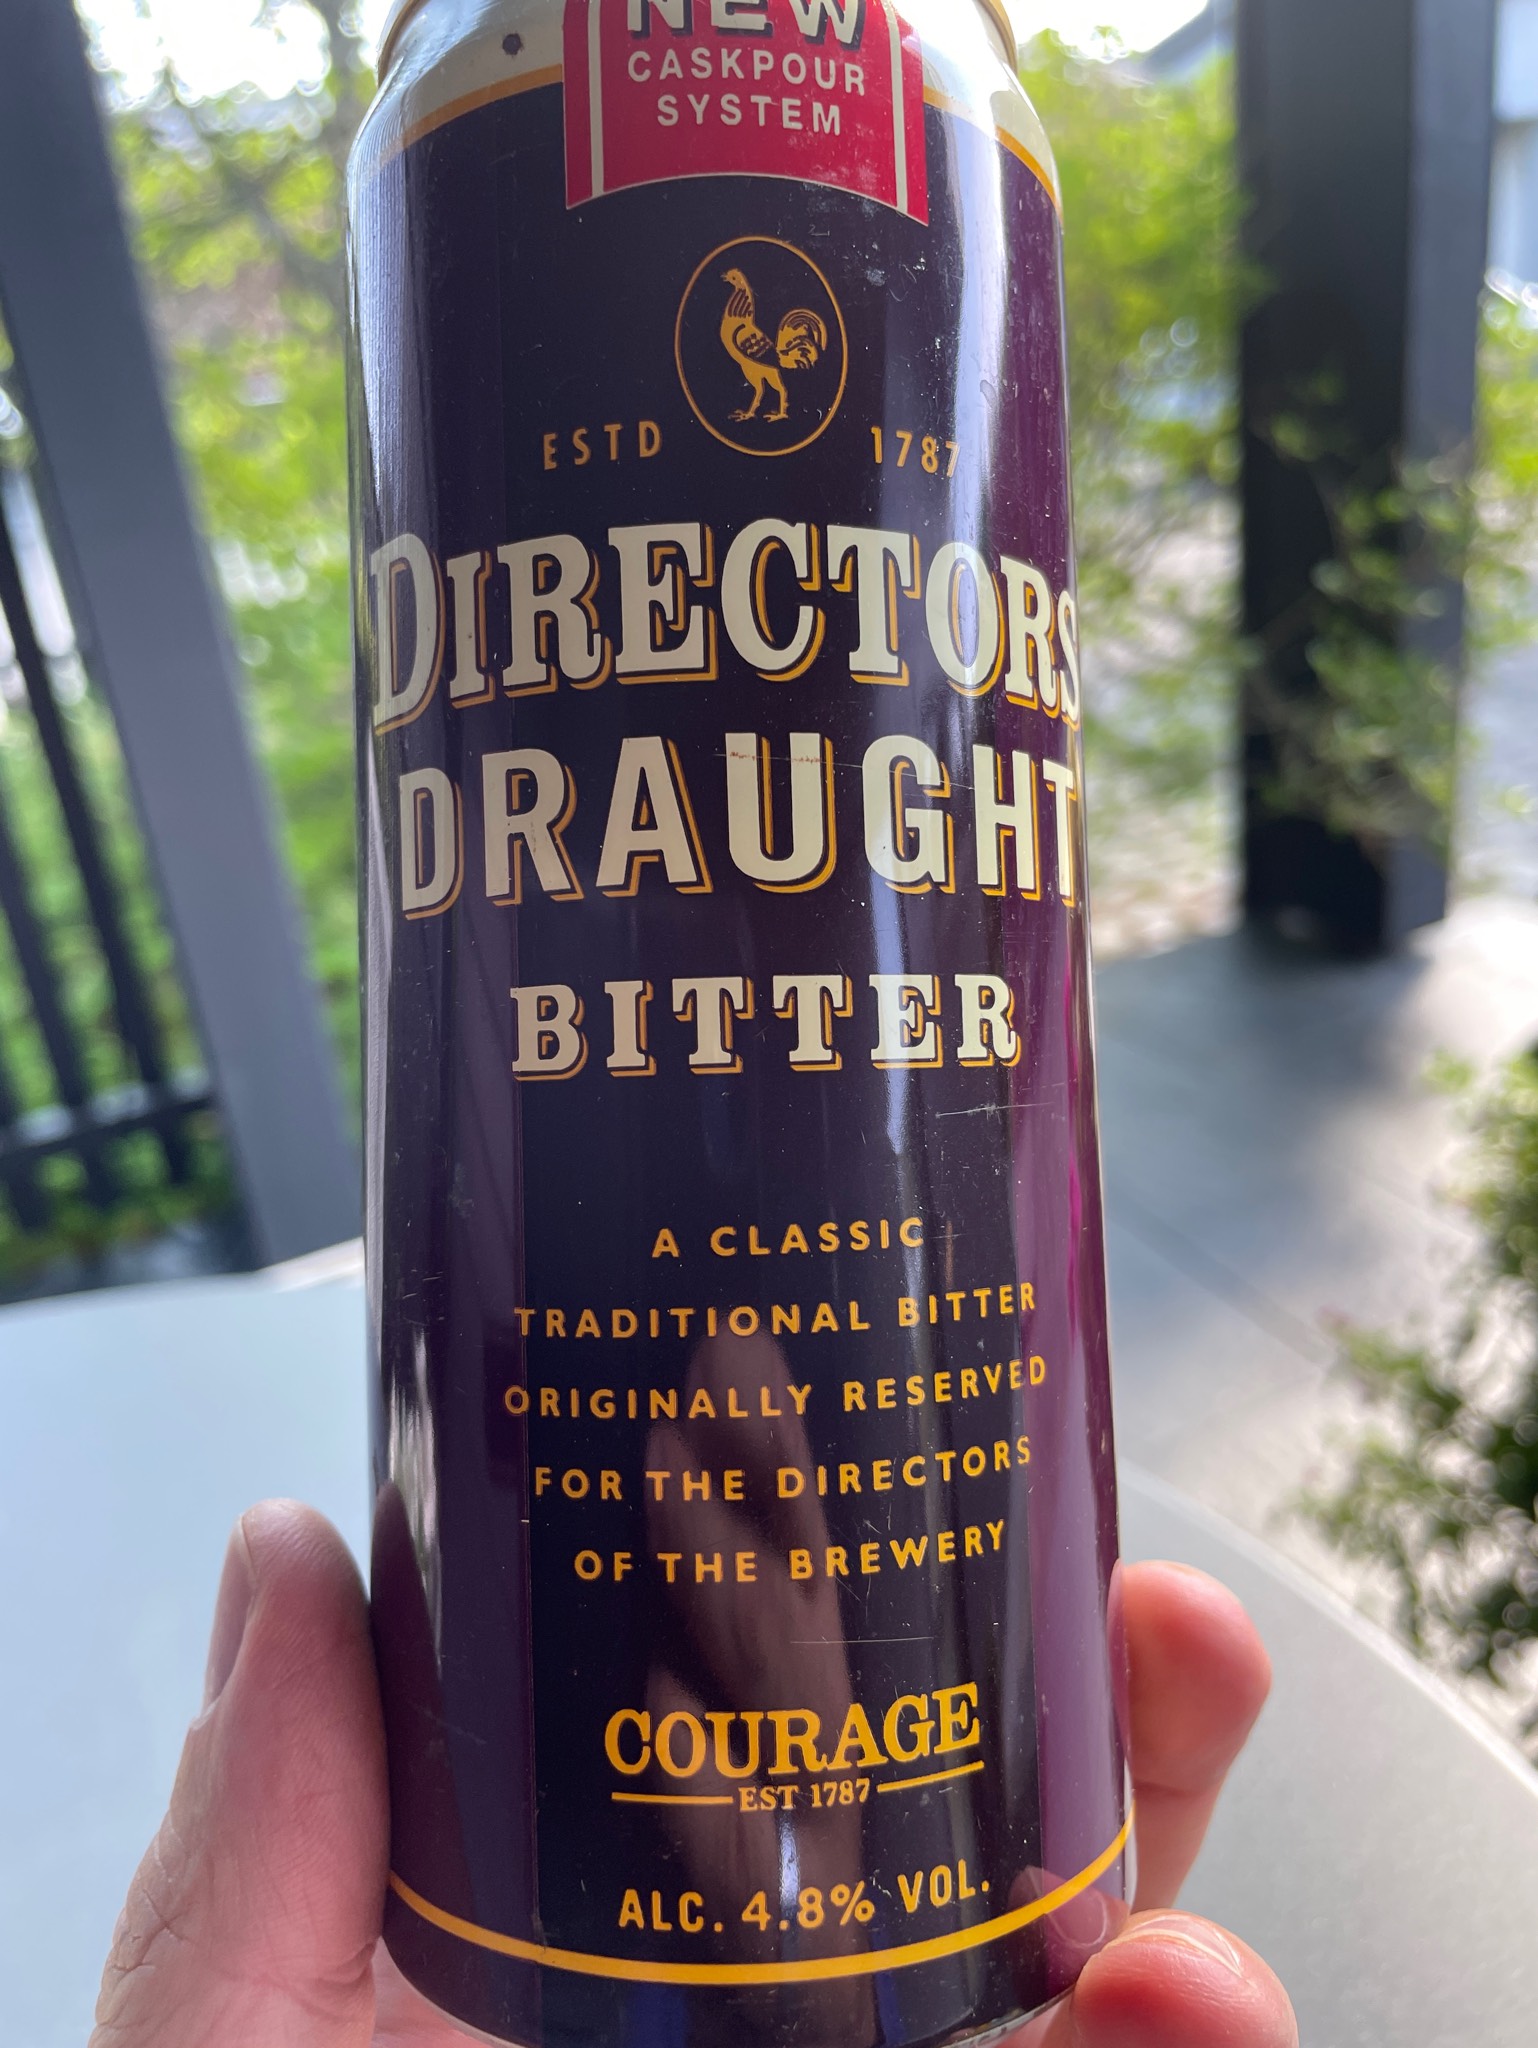 NEW
CASKPOUR
SYSTEM
ESTD 1787
DIRECTORS
DRAUGHT
BITTER
A CLASSIC
TRADITIONAL BITTER
ORIGINALLY RESERVED
FOR THE DIRECTORS
OF THE BREWERY
COURAGE
EST 1787
ALC. 4.8% VOL.